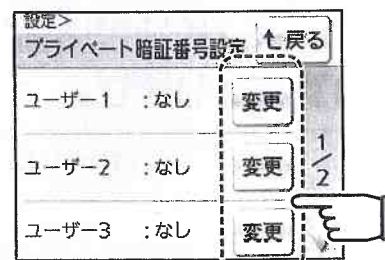 設定>
プライベート暗証番号設定
戻る
ユーザー1 :なし 変更
ユーザー2 :なし 変更
ユーザー3 :なし 変更
1/2